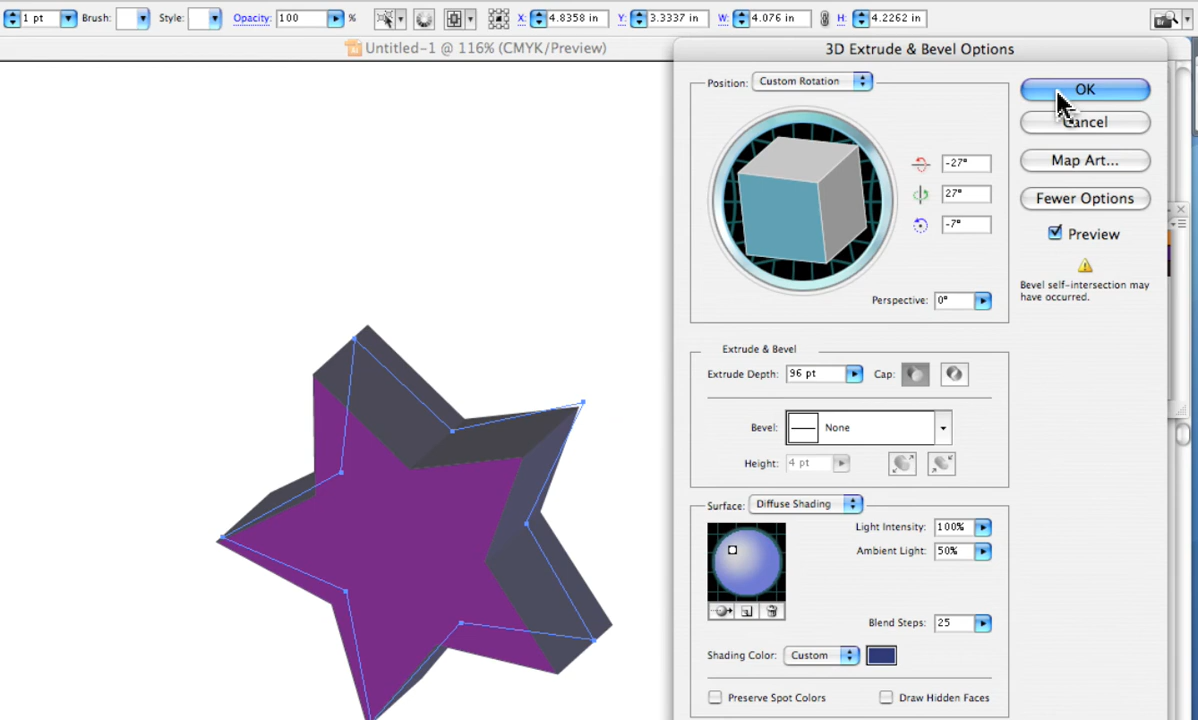 1 pt Brush: Style: Opacity: 100 % X: 4.8358 in Y: 3.3337 in W: 4.076 in H: 4.2262 in
Untitled-1 @ 116% (CMYK/Preview)
3D Extrude & Bevel Options
Position: Custom Rotation
OK
Cancel
-27°
Map Art...
27°
Fewer Options
-7°
Preview
Bevel self-intersection may
have occurred.
Perspective: 0°
Extrude & Bevel
Extrude Depth: 96 pt Cap:
Bevel: None
Height: 4 pt
Surface: Diffuse Shading
Light Intensity: 100%
Ambient Light: 50%
Blend Steps: 25
Shading Color: Custom
Preserve Spot Colors Draw Hidden Faces